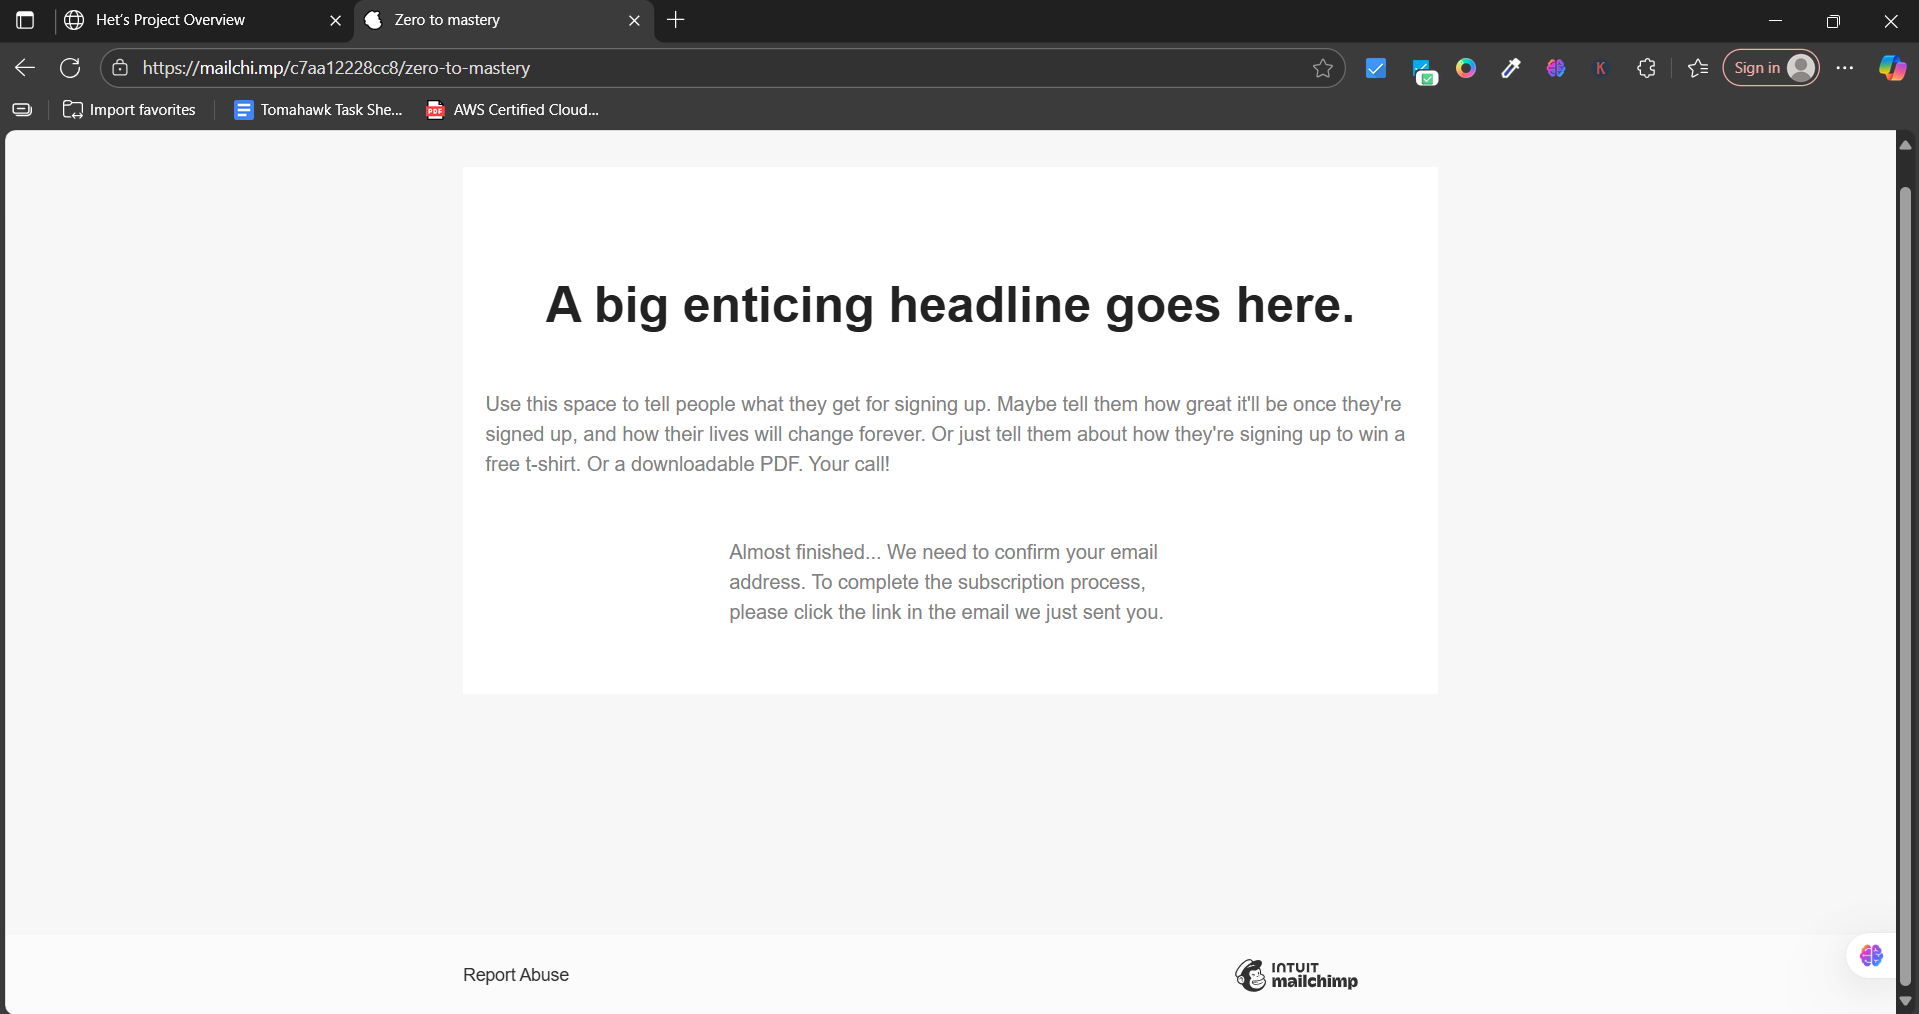 Het's Project Overview
Zero to mastery
https://mailchi.mp/c7aa12228cc8/zero-to-mastery
K
Sign in
Import favorites
Tomahawk Task She...
PDF
AWS Certified Cloud...
A big enticing headline goes here.
Use this space to tell people what they get for signing up. Maybe tell them how great it'll be once they're
signed up, and how their lives will change forever. Or just tell them about how they're signing up to win a
free t-shirt. Or a downloadable PDF. Your call!
Almost finished... We need to confirm your email
address. To complete the subscription process,
please click the link in the email we just sent you.
Report Abuse
INTUIT
mailchimp